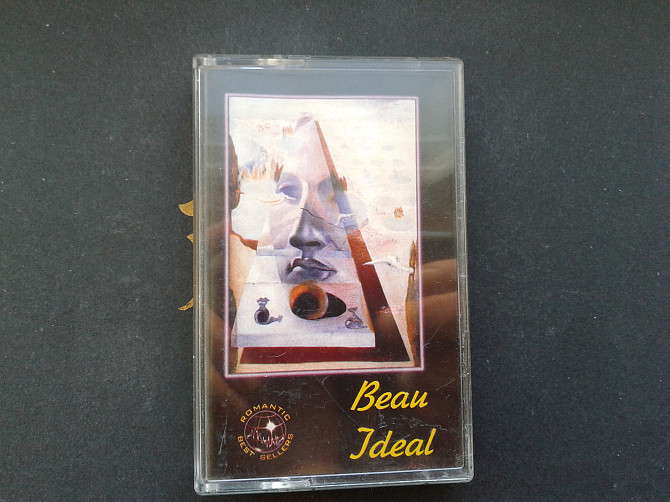 Beau
Ideal
ROMANTIC
BEST SELLERS